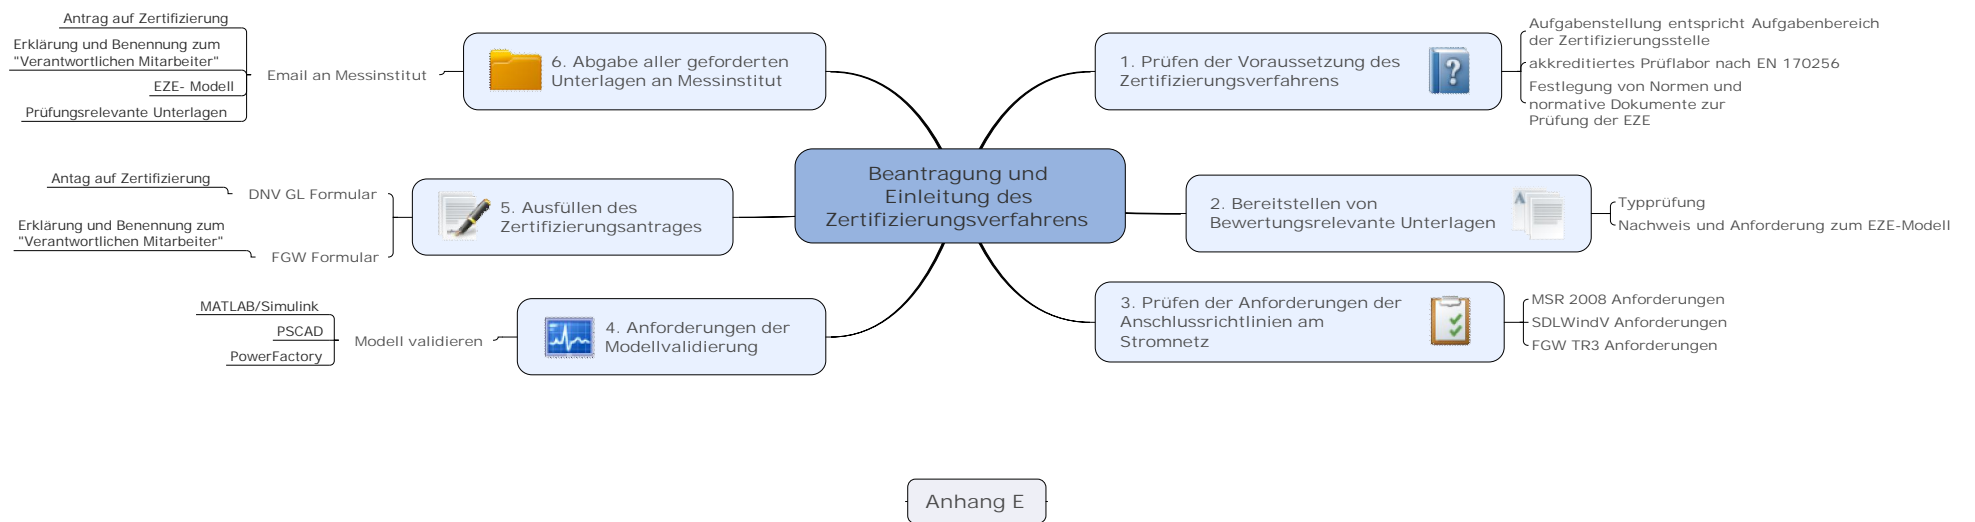 Beantragung und
Einleitung des
Zertifizierungsverfahrens
1. Prüfen der Voraussetzung des
Zertifizierungsverfahrens
Aufgabenstellung entspricht Aufgabenbereich
der Zertifizierungsstelle
akkreditiertes Prüflabor nach EN 170256
Festlegung von Normen und
normative Dokumente zur
Prüfung der EZE
2. Bereitstellen von
Bewertungsrelevante Unterlagen
Typprüfung
Nachweis und Anforderung zum EZE-Modell
3. Prüfen der Anforderungen der
Anschlussrichtlinien am
Stromnetz
MSR 2008 Anforderungen
SDLWindV Anforderungen
FGW TR3 Anforderungen
4. Anforderungen der
Modellvalidierung
Modell validieren
MATLAB/Simulink
PSCAD
PowerFactory
5. Ausfüllen des
Zertifizierungsantrages
DNV GL Formular
Antag auf Zertifizierung
FGW Formular
Erklärung und Benennung zum
"Verantwortlichen Mitarbeiter"
6. Abgabe aller geforderten
Unterlagen an Messinstitut
Email an Messinstitut
Antrag auf Zertifizierung
Erklärung und Benennung zum
"Verantwortlichen Mitarbeiter"
EZE- Modell
Prüfungsrelevante Unterlagen
Anhang E